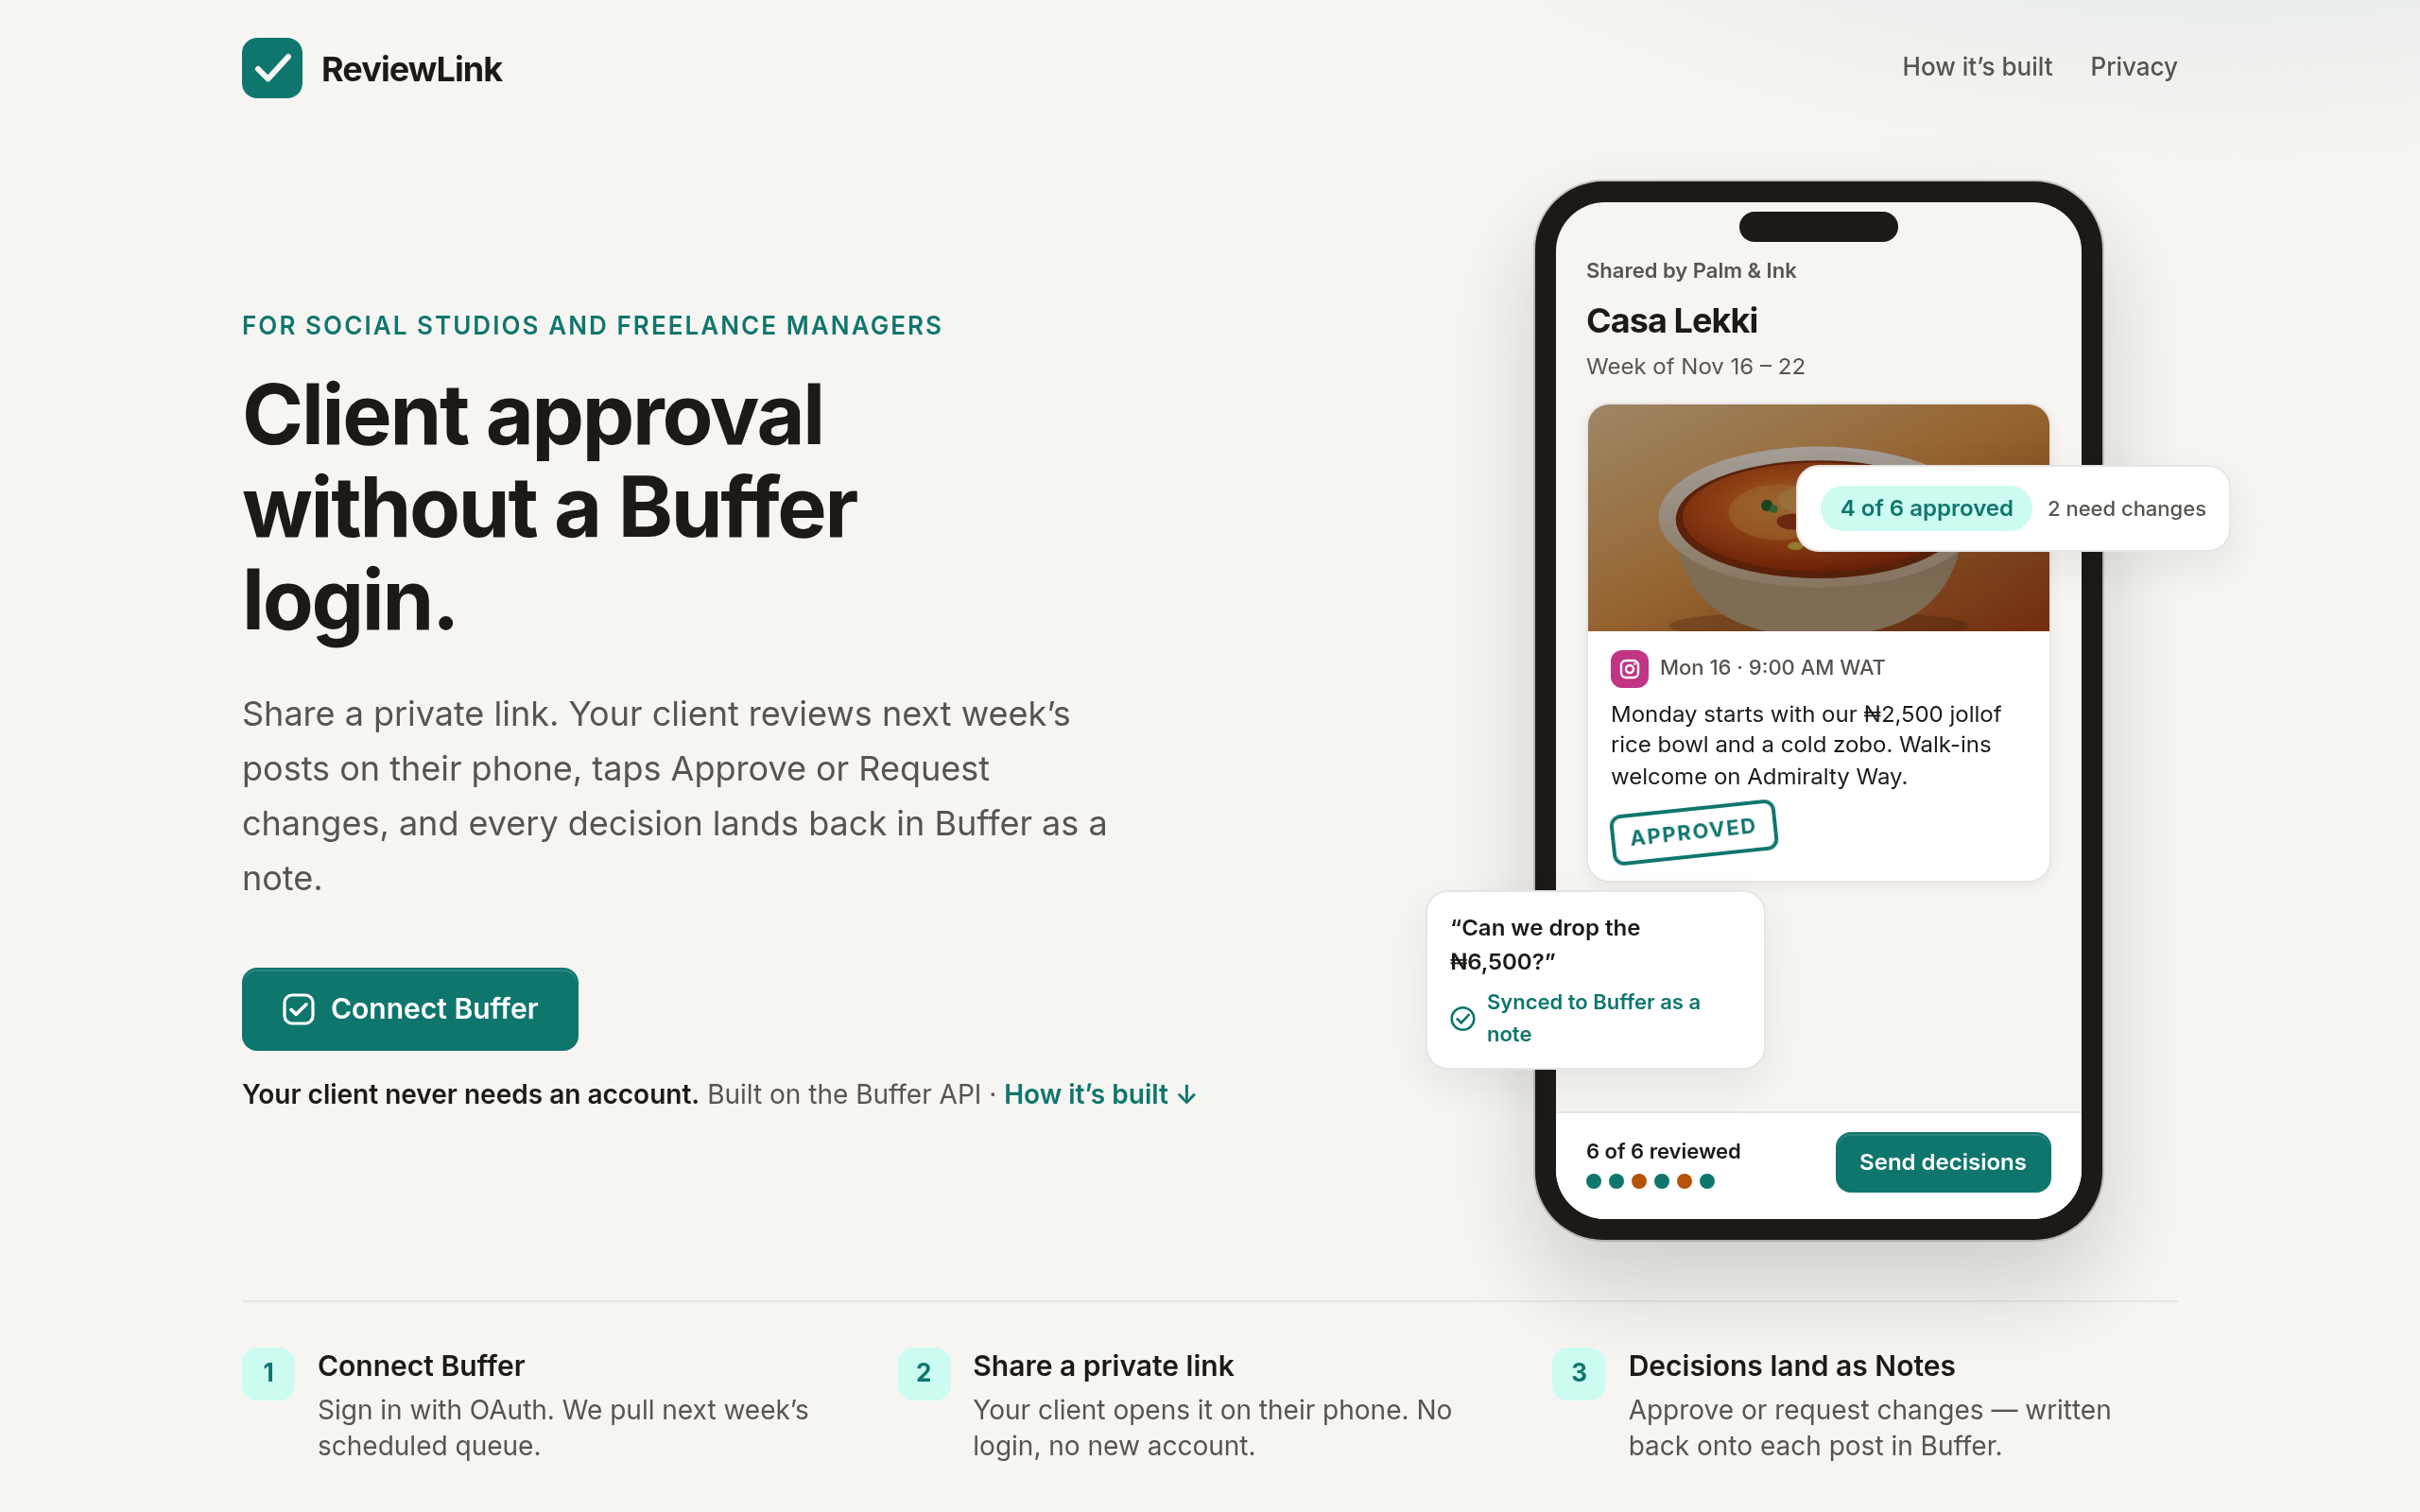 ReviewLink
How it’s built
Privacy
FOR SOCIAL STUDIOS AND FREELANCE MANAGERS
Client approval
without a Buffer
login.
Share a private link. Your client reviews next week’s
posts on their phone, taps Approve or Request
changes, and every decision lands back in Buffer as a
note.
Connect Buffer
Your client never needs an account. Built on the Buffer API · How it’s built ↓
Shared by Palm & Ink
Casa Lekki
Week of Nov 16 – 22
4 of 6 approved
2 need changes
Mon 16 · 9:00 AM WAT
Monday starts with our ₦2,500 jollof
rice bowl and a cold zobo. Walk-ins
welcome on Admiralty Way.
APPROVED
“Can we drop the
₦6,500?”
Synced to Buffer as a
note
6 of 6 reviewed
Send decisions
1
Connect Buffer
Sign in with OAuth. We pull next week’s
scheduled queue.
2
Share a private link
Your client opens it on their phone. No
login, no new account.
3
Decisions land as Notes
Approve or request changes — written
back onto each post in Buffer.